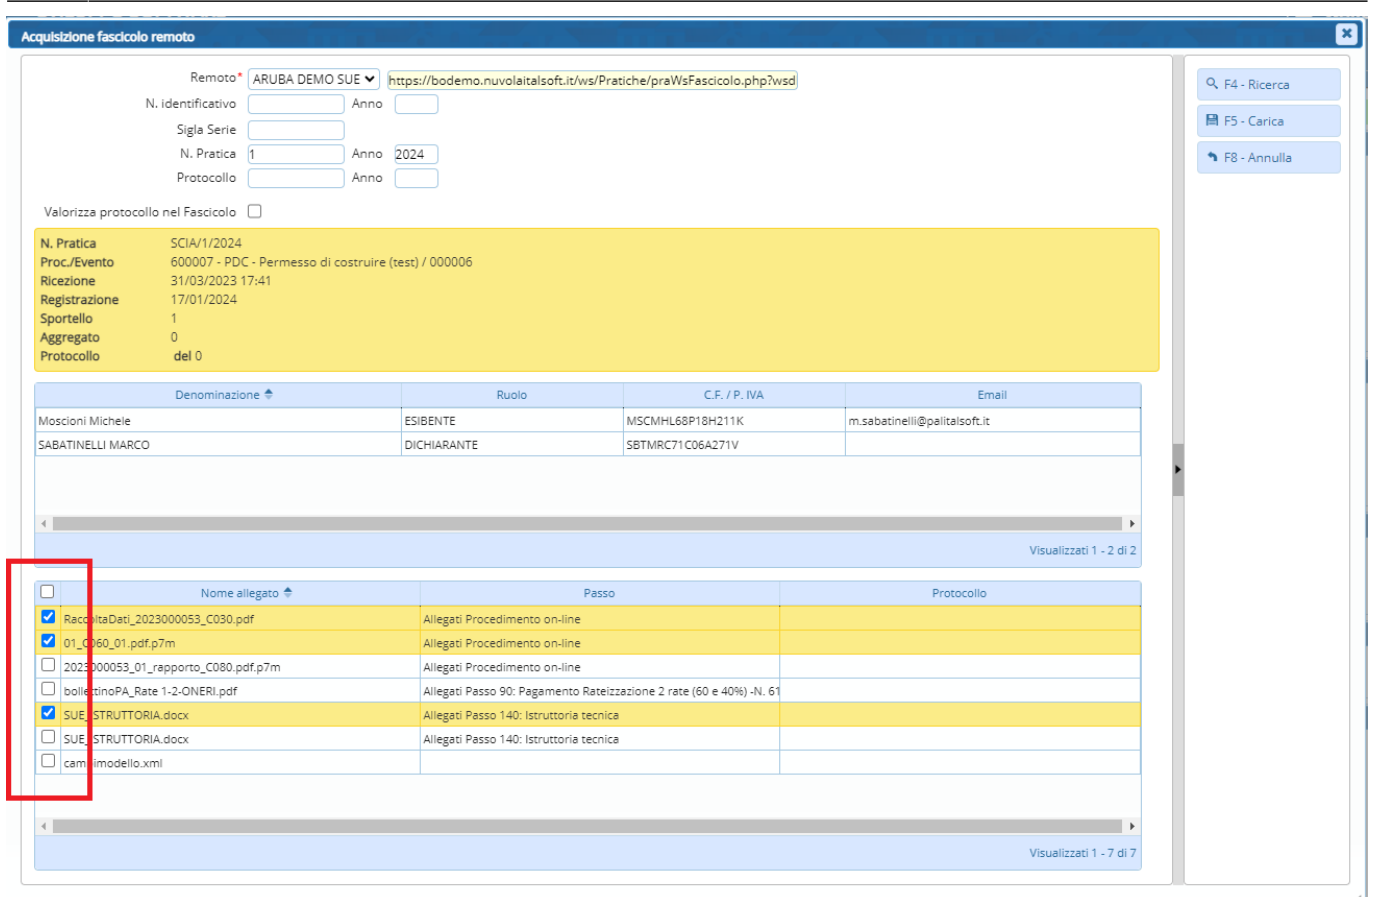 Acquisizione fascicolo remoto
Remoto* ARUBA DEMO SUE https://bodemo.nuvolaitalsoft.it/ws/Pratiche/praWsFascicolo.php?wsd
N. identificativo Anno
Sigla Serie
N. Pratica 1 Anno 2024
Protocollo Anno
Valorizza protocollo nel Fascicolo
F4 - Ricerca
F5 - Carica
F8 - Annulla
N. Pratica SCIA/1/2024
Proc./Evento 600007 - PDC - Permesso di costruire (test) / 000006
Ricezione 31/03/2023 17:41
Registrazione 17/01/2024
Sportello 1
Aggregato 0
Protocollo del 0
Denominazione Ruolo C.F. / P. IVA Email
Moscioni Michele ESIBENTE MSCMHL68P18H211K m.sabatinelli@palitalsoft.it
SABATINELLI MARCO DICHIARANTE SBTMRC71C06A271V
Visualizzati 1 - 2 di 2
Nome allegato Passo Protocollo
RaccoltaDati_2023000053_C030.pdf Allegati Procedimento on-line
01_C060_01.pdf.p7m Allegati Procedimento on-line
2023000053_01_rapporto_C080.pdf.p7m Allegati Procedimento on-line
bollettinoPA_Rate 1-2-ONERI.pdf Allegati Passo 90: Pagamento Rateizzazione 2 rate (60 e 40%) -N. 61
SUE_ISTRUTTORIA.docx Allegati Passo 140: Istruttoria tecnica
SUE_ISTRUTTORIA.docx Allegati Passo 140: Istruttoria tecnica
campimodello.xml
Visualizzati 1 - 7 di 7